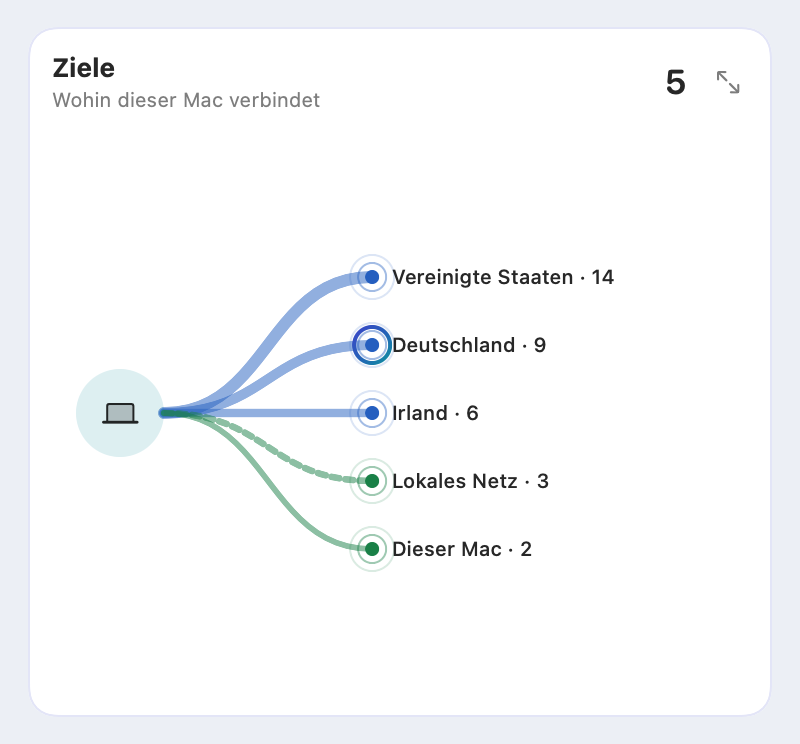 Ziele
Wohin dieser Mac verbindet
5
Vereinigte Staaten · 14
Deutschland · 9
Irland · 6
Lokales Netz · 3
Dieser Mac · 2